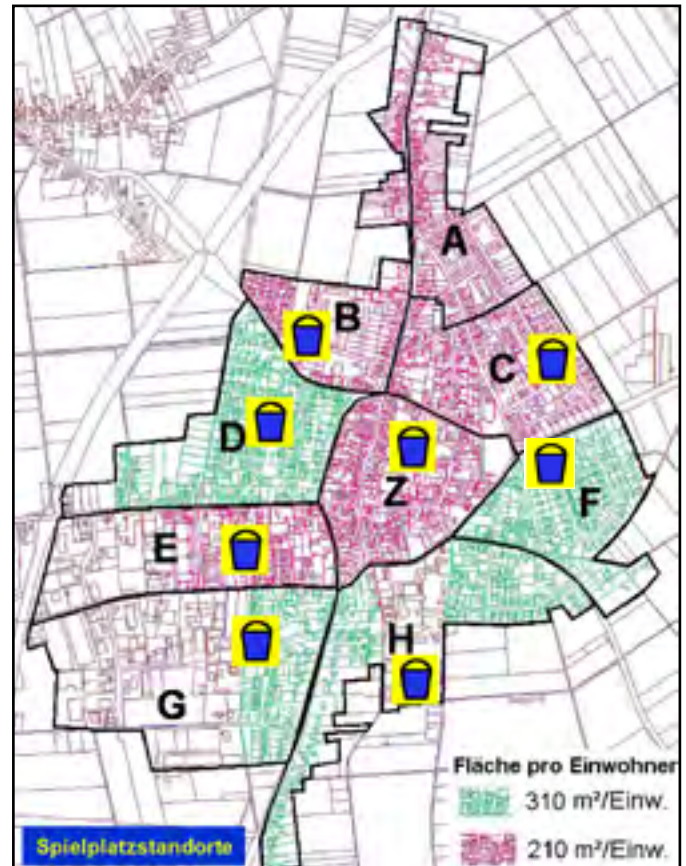 A
B
C
D
Z
F
E
H
G
Fläche pro Einwohner
310 m²/Einw.
210 m²/Einw.
Spielplatzstandorte